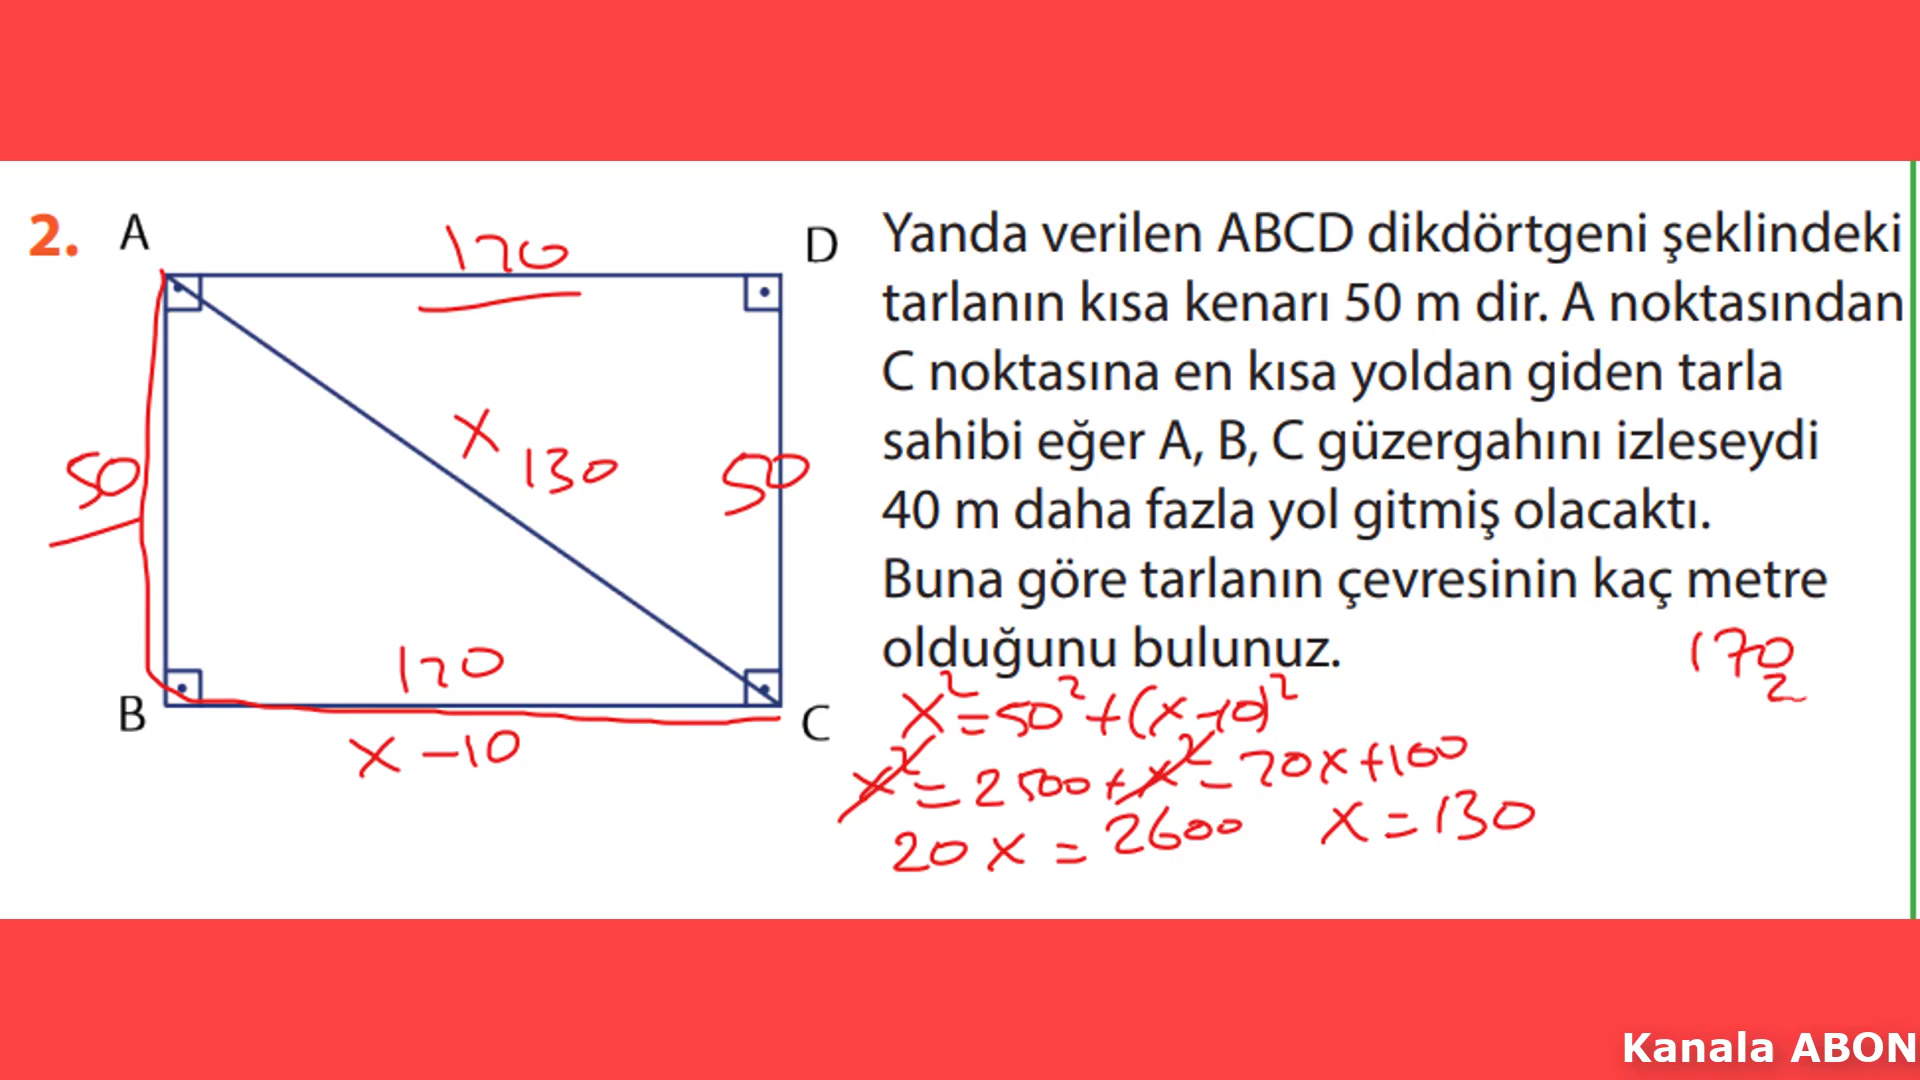 2.
A
120
D
50
x
130
50
120
B
C
x - 10
Yanda verilen ABCD dikdörtgeni şeklindeki
tarlanın kısa kenarı 50 m dir. A noktasından
C noktasına en kısa yoldan giden tarla
sahibi eğer A, B, C güzergahını izleseydi
40 m daha fazla yol gitmiş olacaktı.
Buna göre tarlanın çevresinin kaç metre
olduğunu bulunuz.
170
2
x² = 50² + (x-10)²
x² = 2500 + x² - 20x + 100
20x = 2600 x = 130
Kanala ABON